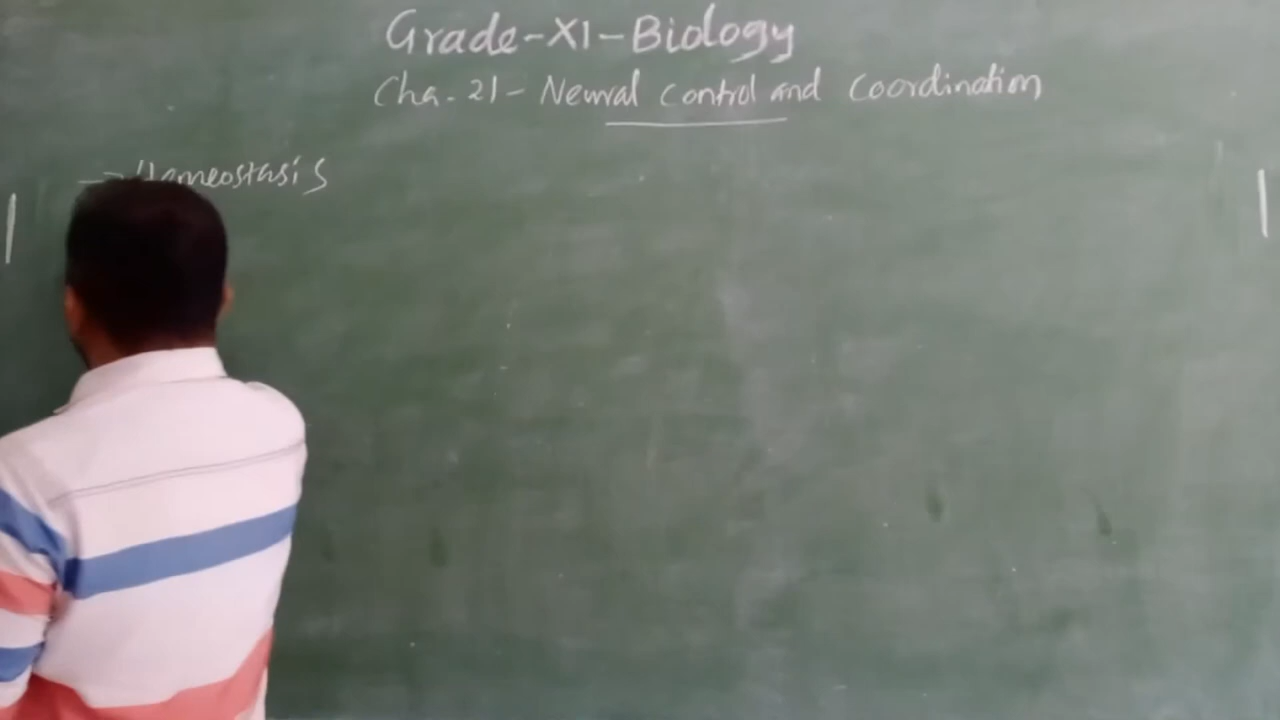 Grade-XI-Biology
Cha. 21 - Neural control and coordination
→ Homeostasis